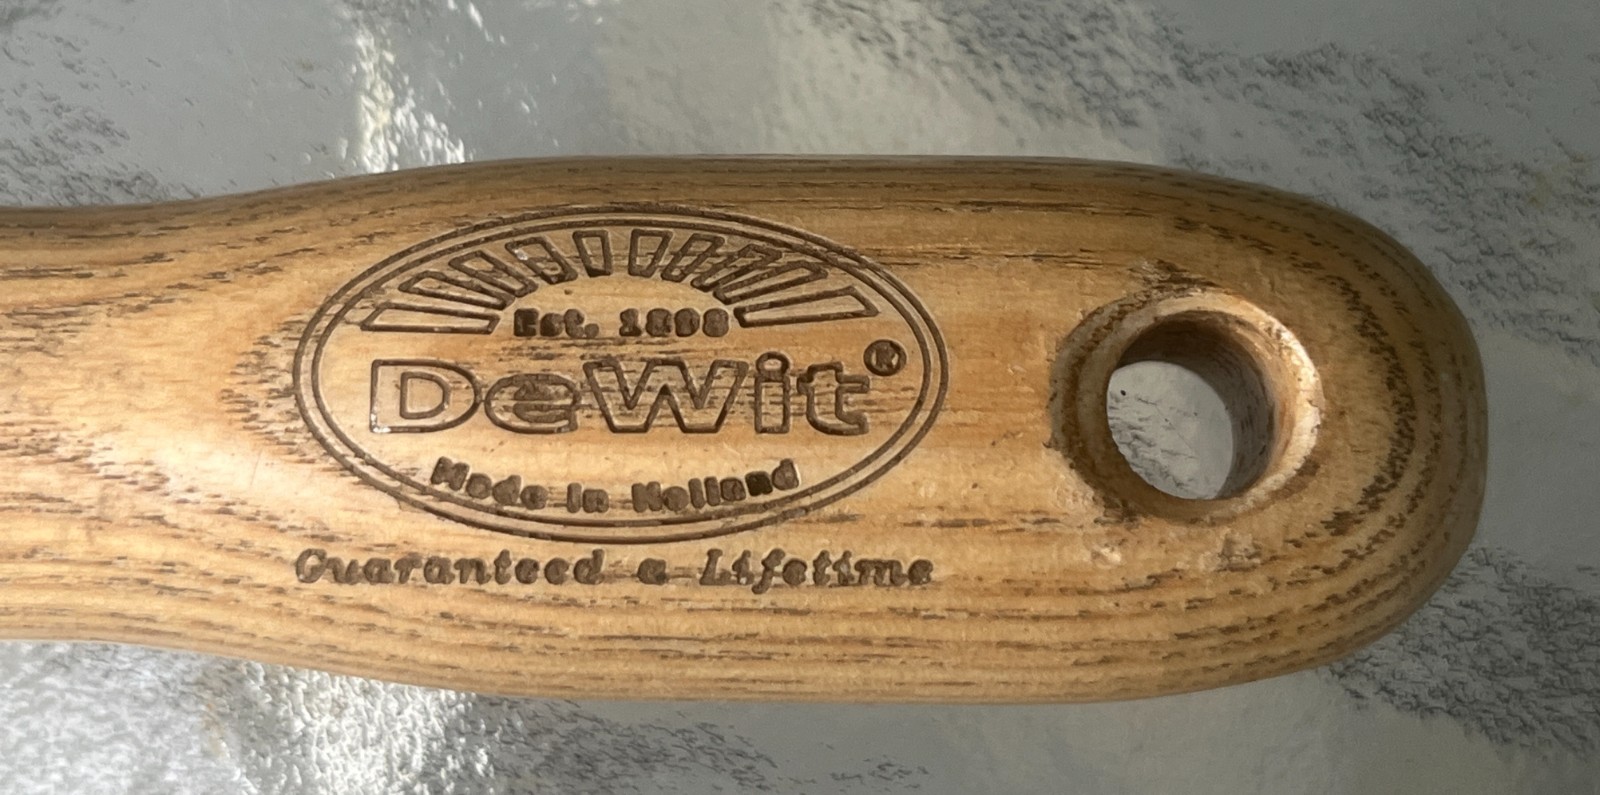 Est. 1898
DeWit®
Made in Holland
Guaranteed a Lifetime